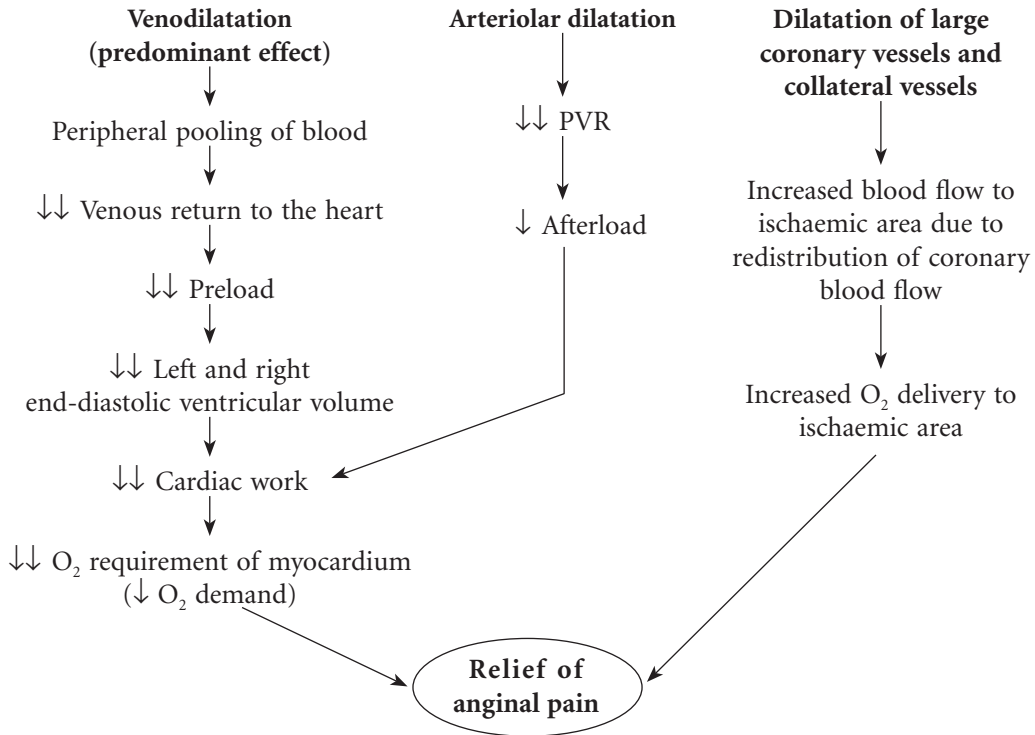 Venodilatation
(predominant effect)
Peripheral pooling of blood
↓↓ Venous return to the heart
↓↓ Preload
↓↓ Left and right
end-diastolic ventricular volume
↓↓ Cardiac work
↓↓ O₂ requirement of myocardium
(↓ O₂ demand)
Arteriolar dilatation
↓↓ PVR
↓ Afterload
Dilatation of large
coronary vessels and
collateral vessels
Increased blood flow to
ischaemic area due to
redistribution of coronary
blood flow
Increased O₂ delivery to
ischaemic area
Relief of
anginal pain